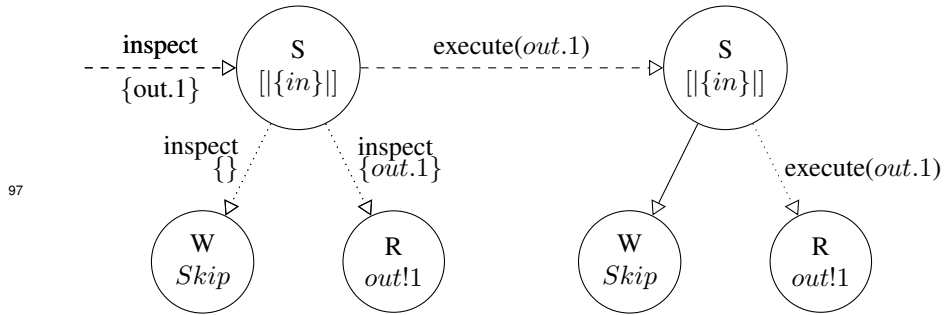 inspect
{out.1}
S
[|{in}|]
execute(out.1)
S
[|{in}|]
inspect
{}
inspect
{out.1}
execute(out.1)
97
W
Skip
R
out!1
W
Skip
R
out!1